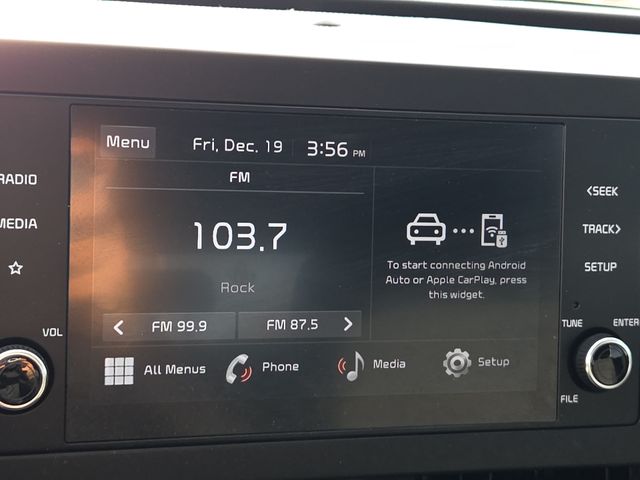 Menu
Fri, Dec. 19
3:56 PM
FM
103.7
Rock
< FM 99.9
FM 87.5 >
To start connecting Android
Auto or Apple CarPlay, press
this widget.
All Menus
Phone
Media
Setup
RADIO
MEDIA
VOL
<SEEK
TRACK>
SETUP
TUNE
ENTER
FILE